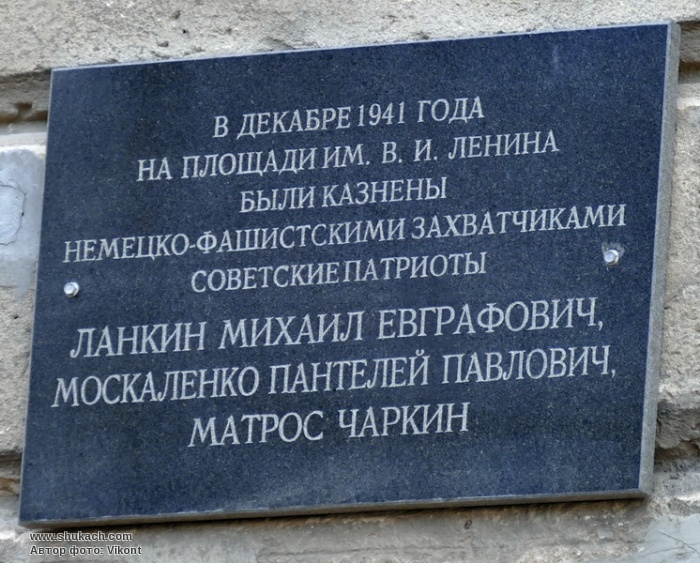 В ДЕКАБРЕ 1941 ГОДА
НА ПЛОЩАДИ ИМ. В. И. ЛЕНИНА
БЫЛИ КАЗНЕНЫ
НЕМЕЦКО-ФАШИСТСКИМИ ЗАХВАТЧИКАМИ
СОВЕТСКИЕ ПАТРИОТЫ
ЛАНКИН МИХАИЛ ЕВГРАФОВИЧ,
МОСКАЛЕНКО ПАНТЕЛЕЙ ПАВЛОВИЧ,
МАТРОС ЧАРКИН
www.shukach.com
Автор фото: Vikont